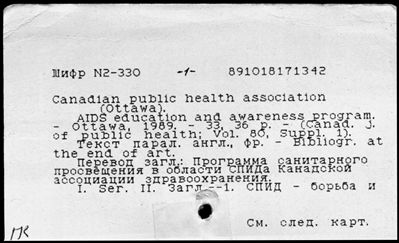 Шифр N2-330 -1- 891018171342
Canadian public health association
(Ottawa).
AIDS education and awareness program.
- Ottawa, 1989. - 33, 36 p. - (Canad. j.
of public health; Vol. 80, Suppl. 1).
Текст парал. англ., фр. - Bibliogr. at
the end of art.
Перевод загл.: Программа санитарного
просвещения в области СПИДа Канадской
ассоциации здравоохранения.
I. Ser. II. Загл.--1. СПИД - борьба и
См. след. карт.
ПК